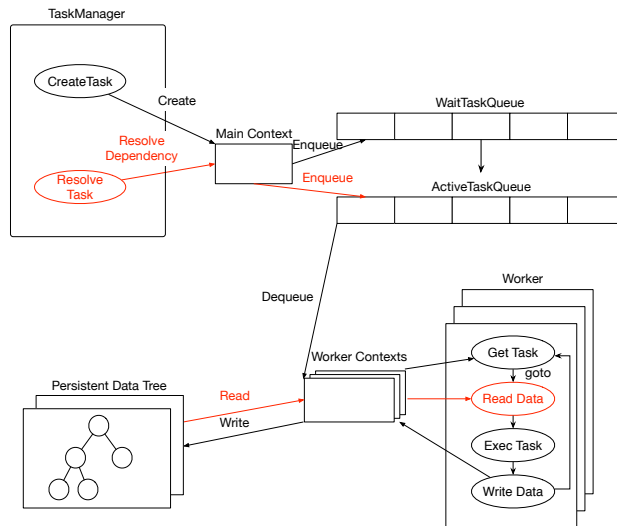 TaskManager
CreateTask
Create
Resolve
Dependency
Resolve
Task
Main Context
Enqueue
Enqueue
WaitTaskQueue
ActiveTaskQueue
Dequeue
Worker
Worker Contexts
Get Task
goto
Read Data
Exec Task
Write Data
Persistent Data Tree
Read
Write